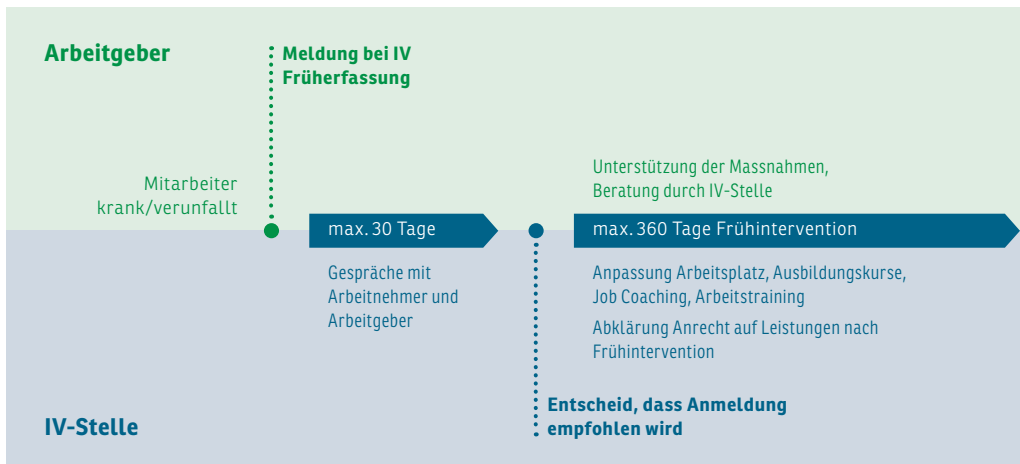 Arbeitgeber
Meldung bei IV
Früherfassung
Mitarbeiter
krank/verunfallt
Unterstützung der Massnahmen,
Beratung durch IV-Stelle
max. 30 Tage
max. 360 Tage Frühintervention
Gespräche mit
Arbeitnehmer und
Arbeitgeber
Anpassung Arbeitsplatz, Ausbildungskurse,
Job Coaching, Arbeitstraining
Abklärung Anrecht auf Leistungen nach
Frühintervention
Entscheid, dass Anmeldung
empfohlen wird
IV-Stelle